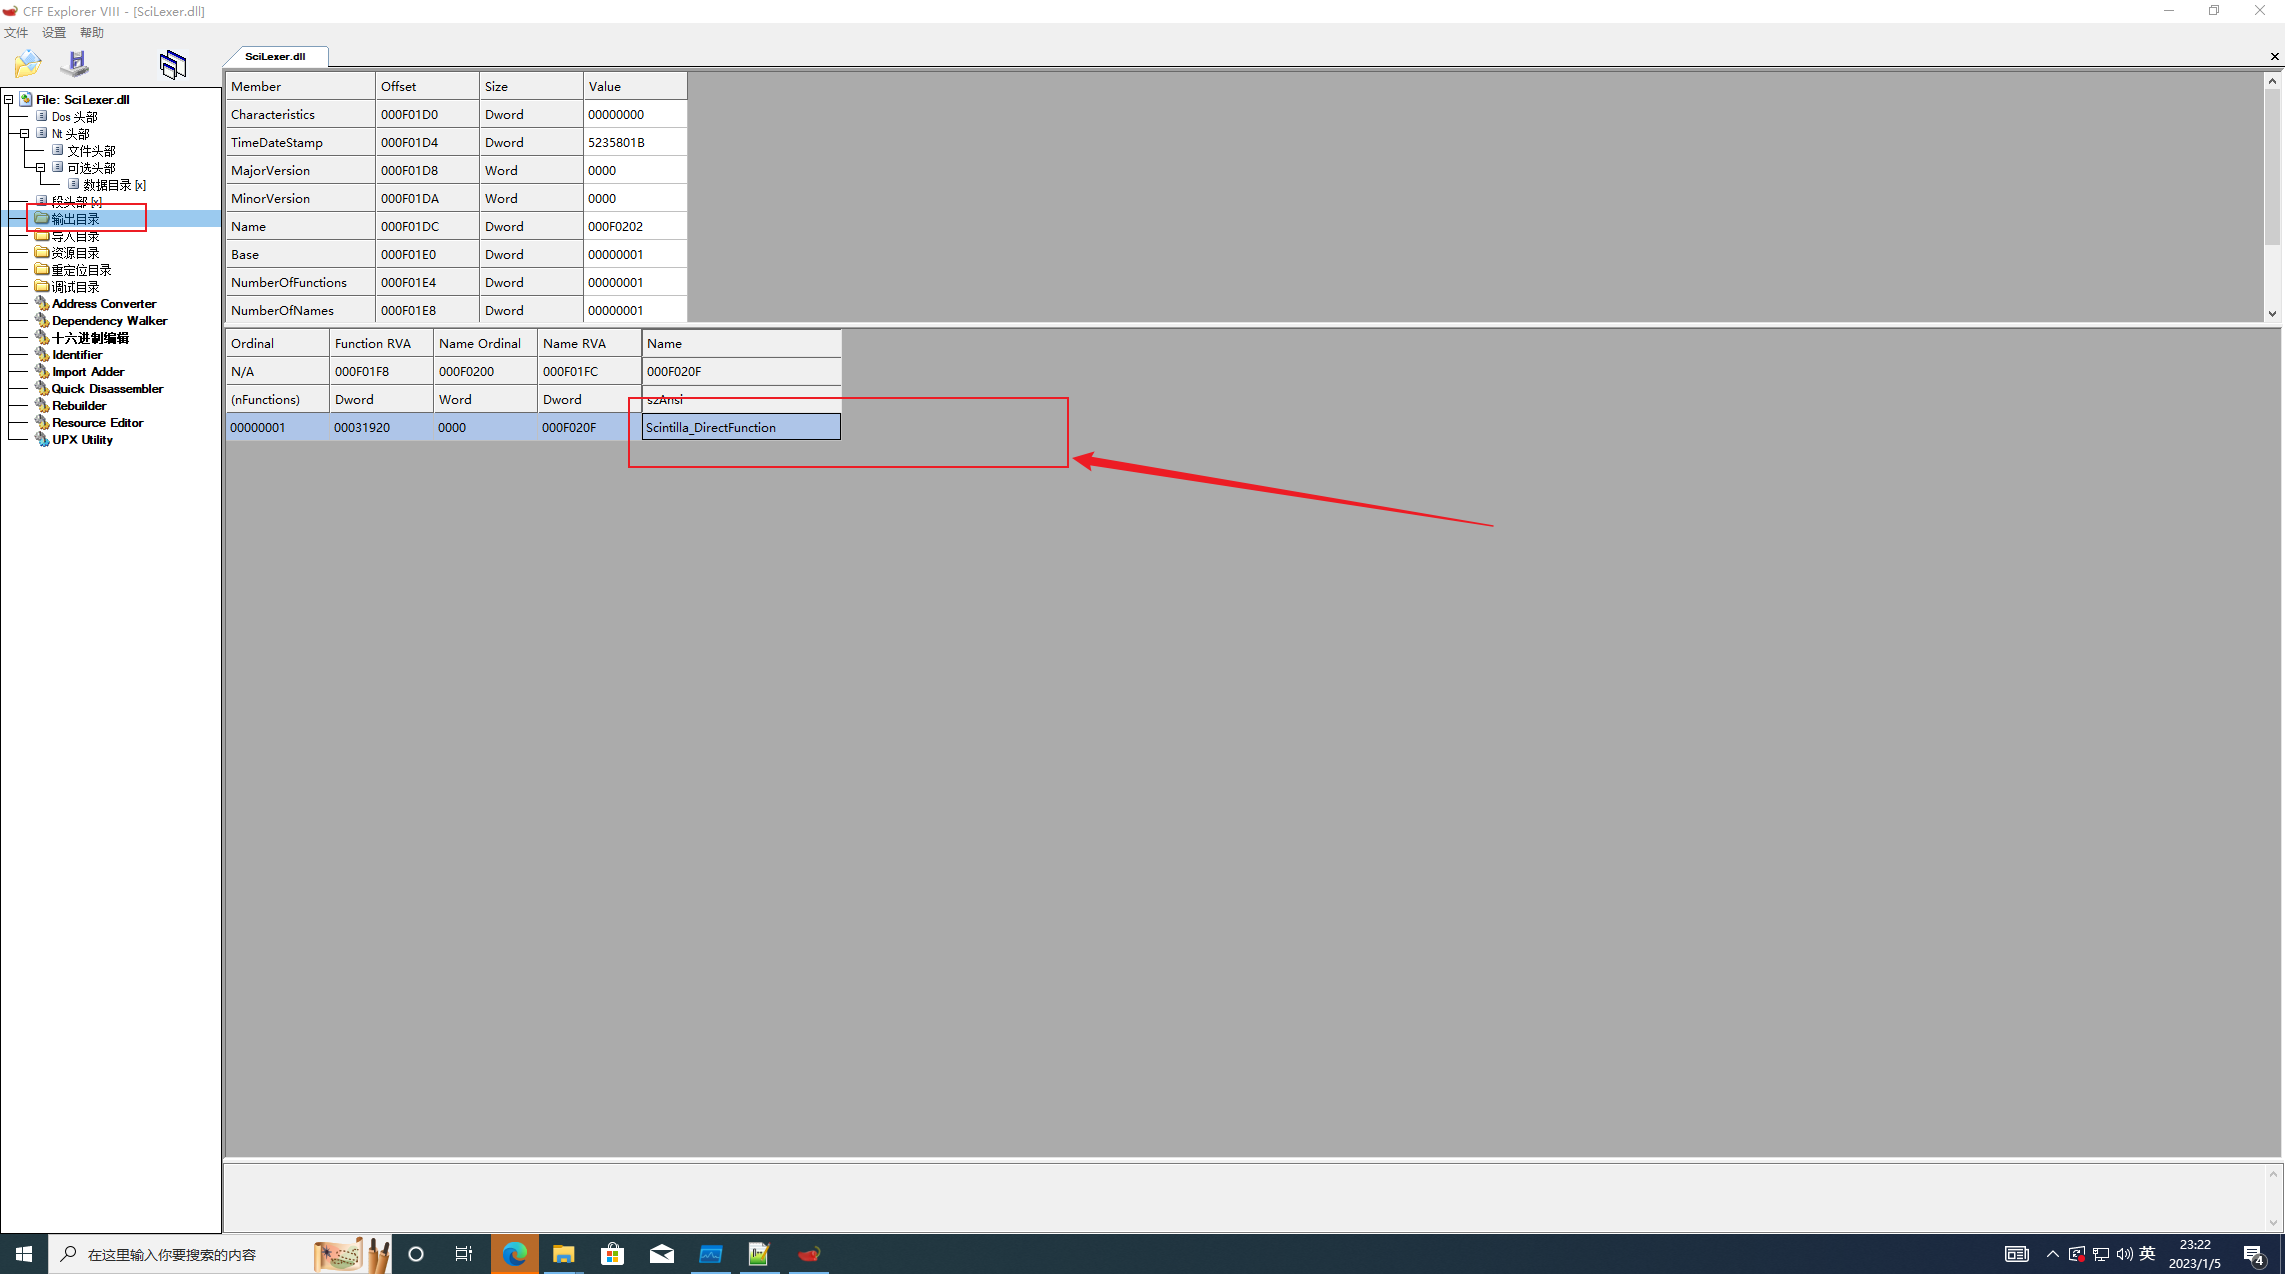 CFF Explorer VIII - [SciLexer.dll]
文件 设置 帮助
SciLexer.dll
File: SciLexer.dll
Dos 头部
Nt 头部
文件头部
可选头部
数据目录 [x]
段头部 [x]
输出目录
导入目录
资源目录
重定位目录
调试目录
Address Converter
Dependency Walker
十六进制编辑
Identifier
Import Adder
Quick Disassembler
Rebuilder
Resource Editor
UPX Utility
Member Offset Size Value
Characteristics 000F01D0 Dword 00000000
TimeDateStamp 000F01D4 Dword 5235801B
MajorVersion 000F01D8 Word 0000
MinorVersion 000F01DA Word 0000
Name 000F01DC Dword 000F0202
Base 000F01E0 Dword 00000001
NumberOfFunctions 000F01E4 Dword 00000001
NumberOfNames 000F01E8 Dword 00000001
Ordinal Function RVA Name Ordinal Name RVA Name
N/A 000F01F8 000F0200 000F01FC 000F020F
(nFunctions) Dword Word Dword szAnsi
00000001 00031920 0000 000F020F Scintilla_DirectFunction
在这里输入你要搜索的内容
英
23:22
2023/1/5
4